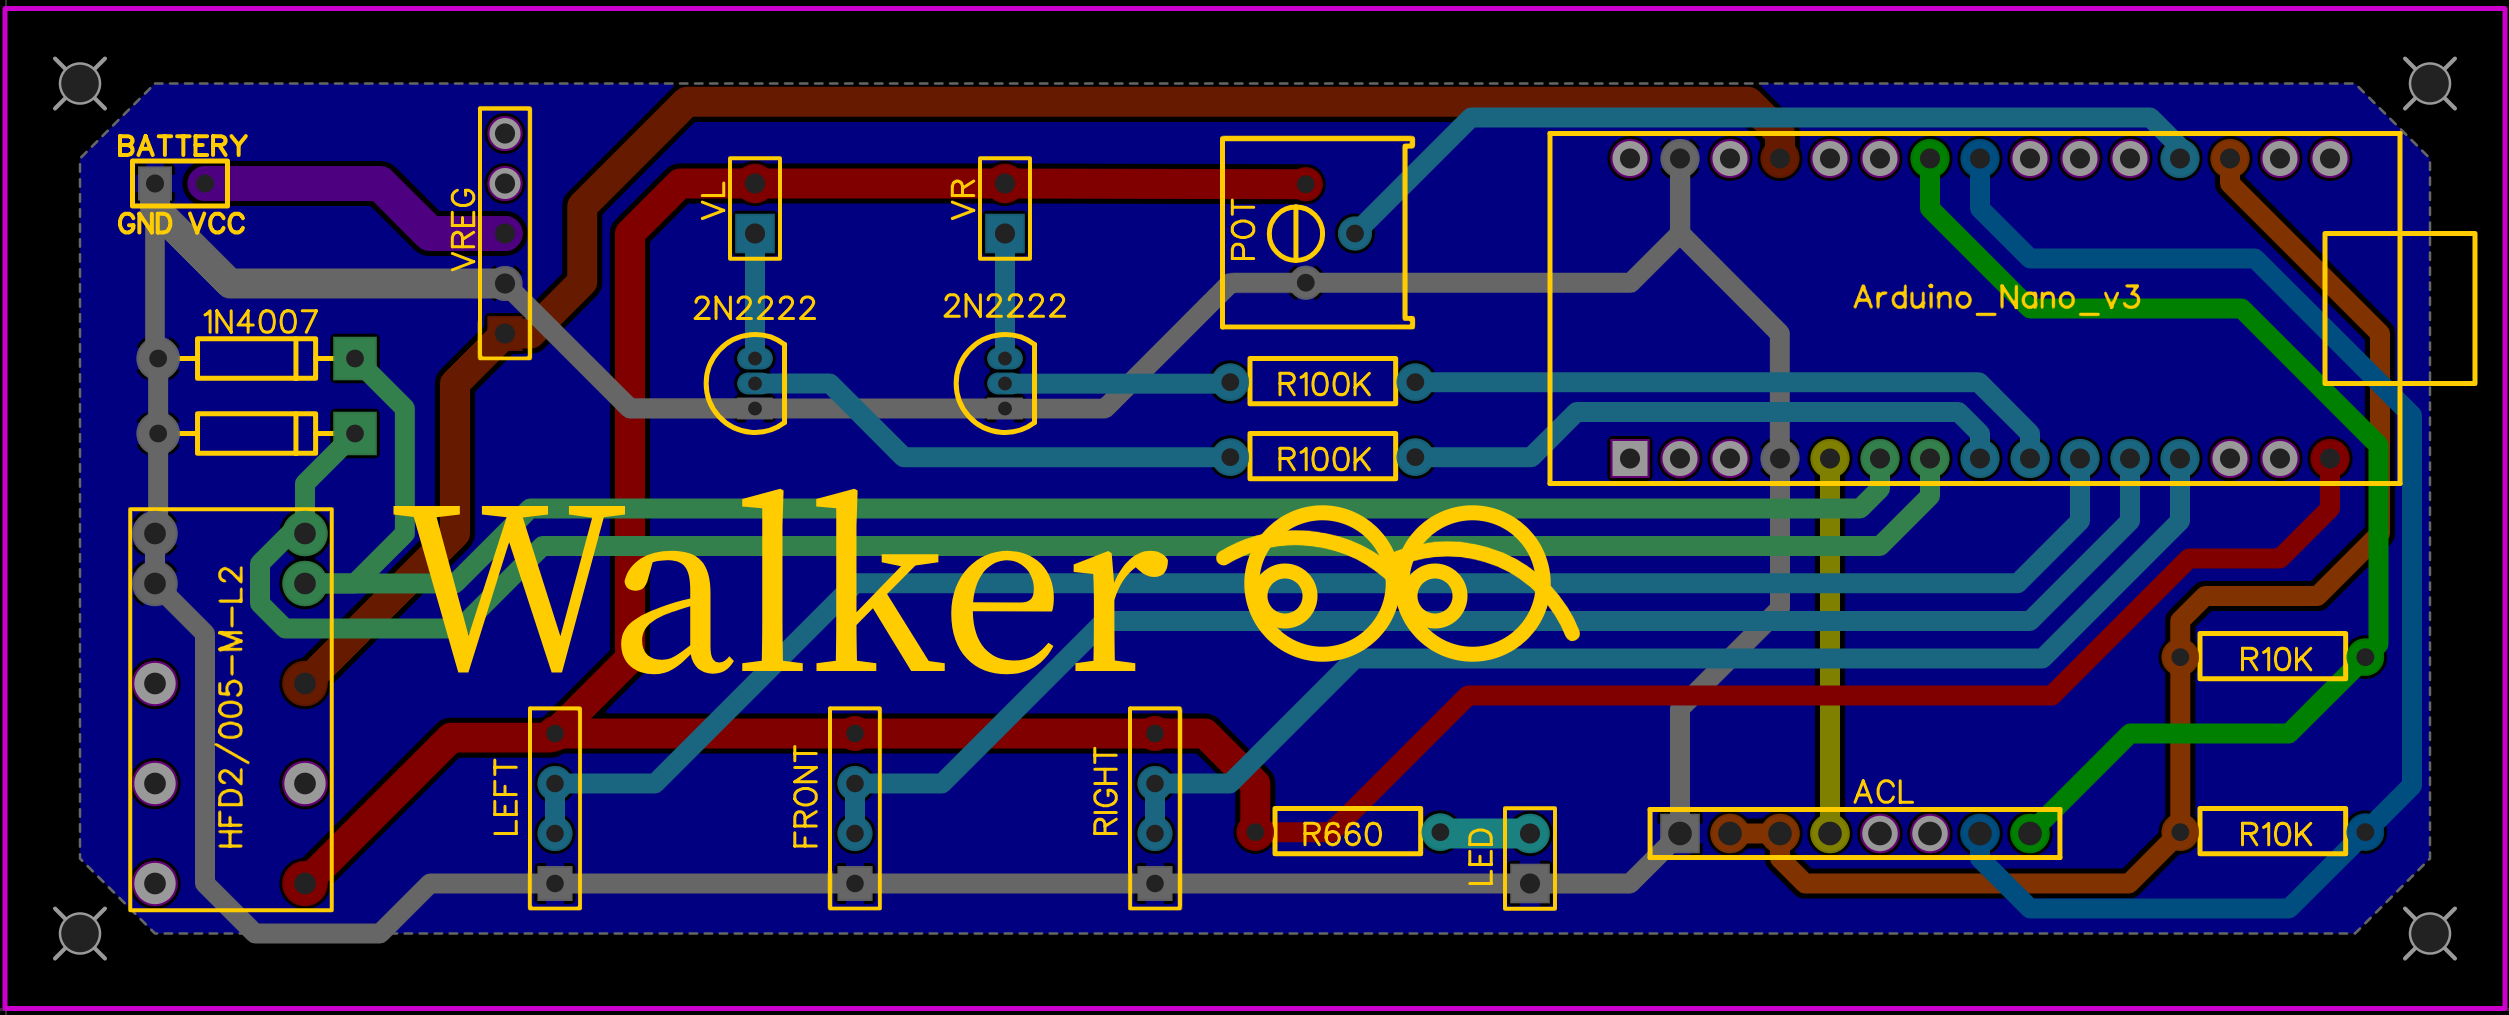 BATTERY
GND VCC
VREG
VL
VR
POT
2N2222
2N2222
1N4007
Arduino_Nano_v3
R100K
R100K
Walker
HFD2/005-M-L2
R10K
LEFT
FRONT
RIGHT
R660
LED
ACL
R10K